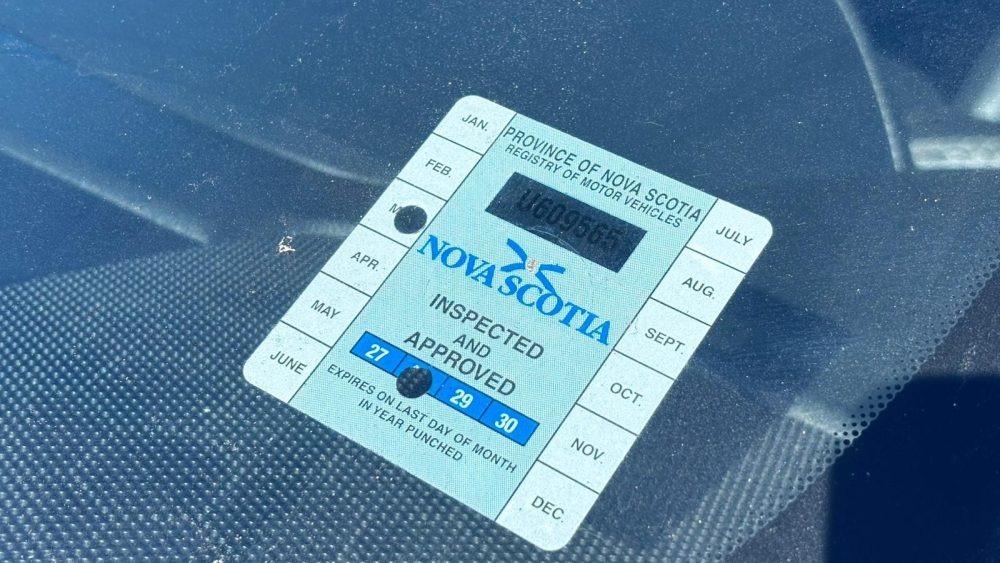 JAN.
FEB.
M
APR.
MAY
JUNE
PROVINCE OF NOVA SCOTIA
REGISTRY OF MOTOR VEHICLES
U609565
NOVA SCOTIA
INSPECTED
AND
APPROVED
27 29 30
EXPIRES ON LAST DAY OF MONTH
IN YEAR PUNCHED
JULY
AUG.
SEPT.
OCT.
NOV.
DEC.